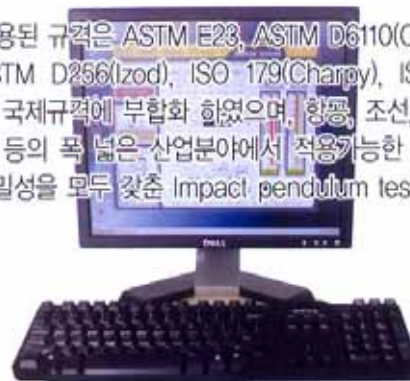 용된 규격은 ASTM E23, ASTM D6110(C
STM D256(Izod), ISO 179(Charpy), IS
국제규격에 부합화 하였으며, 항공, 조선
등의 폭 넓은 산업분야에서 적용가능한
밀성을 모두 갖춘 Impact pendulum tes
DELL